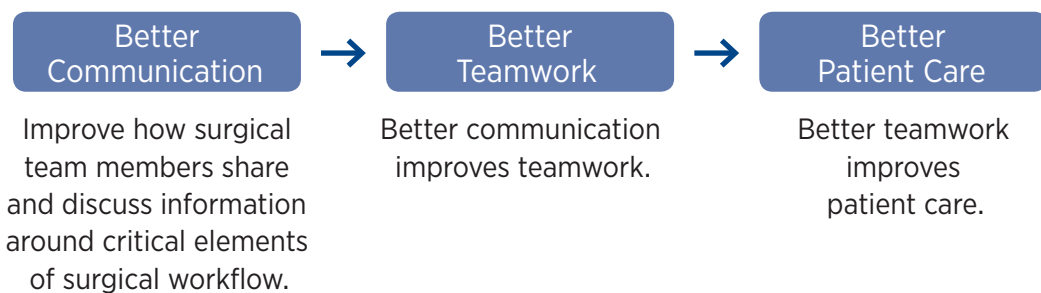 Better
Communication
Better
Teamwork
Better
Patient Care
Improve how surgical
team members share
and discuss information
around critical elements
of surgical workflow.
Better communication
improves teamwork.
Better teamwork
improves
patient care.